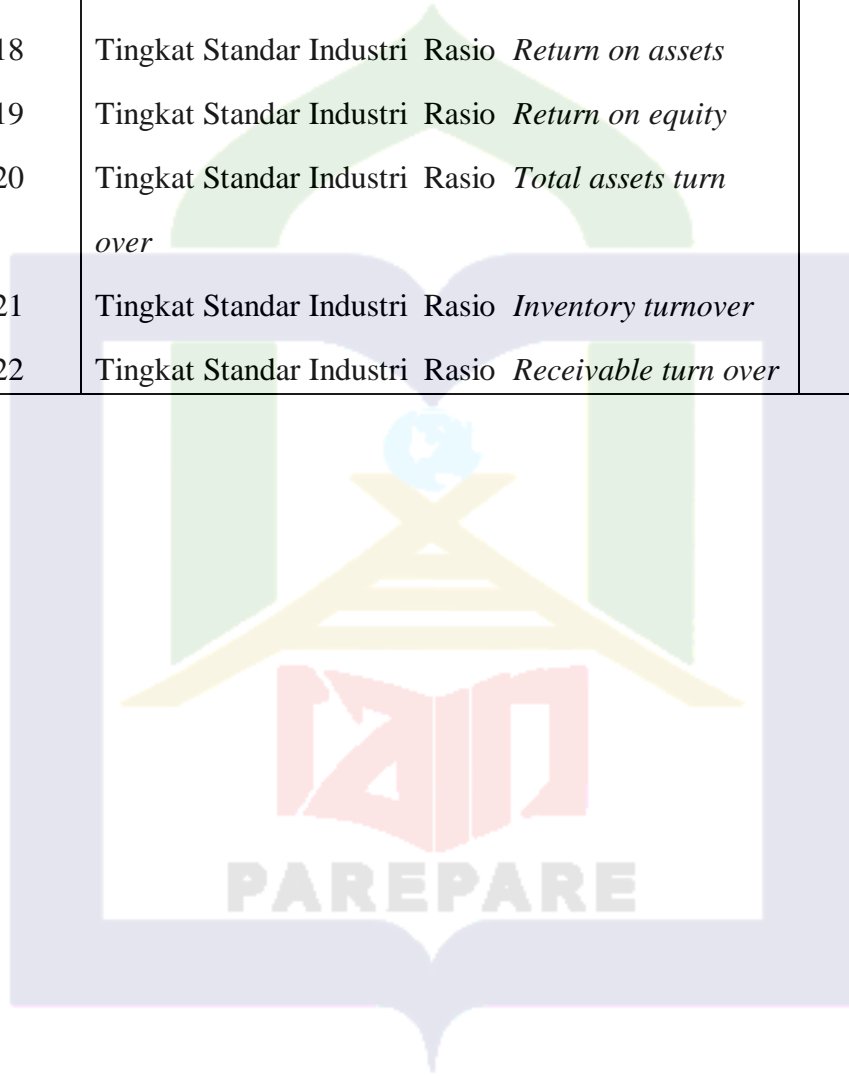 18 Tingkat Standar Industri Rasio Return on assets
19 Tingkat Standar Industri Rasio Return on equity
20 Tingkat Standar Industri Rasio Total assets turn
over
21 Tingkat Standar Industri Rasio Inventory turnover
22 Tingkat Standar Industri Rasio Receivable turn over
iain
PAREPARE